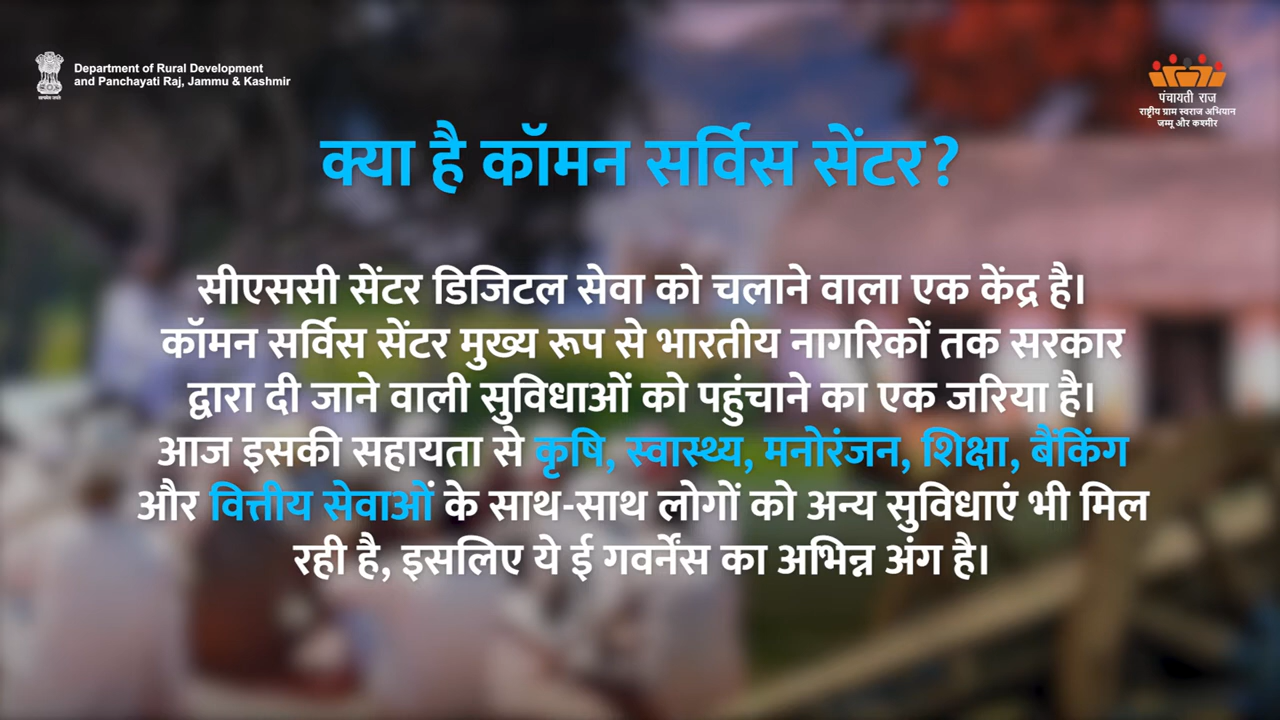 Department of Rural Development
and Panchayati Raj, Jammu & Kashmir
पंचायती राज
राष्ट्रीय ग्राम स्वराज अभियान
जम्मू और कश्मीर
क्या है कॉमन सर्विस सेंटर?
सीएससी सेंटर डिजिटल सेवा को चलाने वाला एक केंद्र है।
कॉमन सर्विस सेंटर मुख्य रूप से भारतीय नागरिकों तक सरकार
द्वारा दी जाने वाली सुविधाओं को पहुंचाने का एक जरिया है।
आज इसकी सहायता से कृषि, स्वास्थ्य, मनोरंजन, शिक्षा, बैंकिंग
और वित्तीय सेवाओं के साथ-साथ लोगों को अन्य सुविधाएं भी मिल
रही है, इसलिए ये ई गवर्नेंस का अभिन्न अंग है।